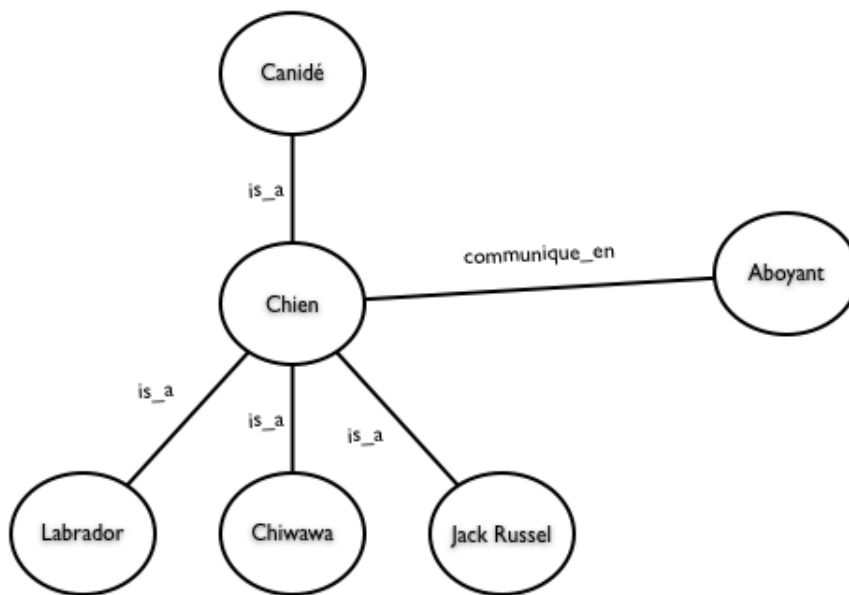 Canidé
is_a
communique_en
Aboyant
Chien
is_a
is_a
is_a
Labrador
Chiwawa
Jack Russel